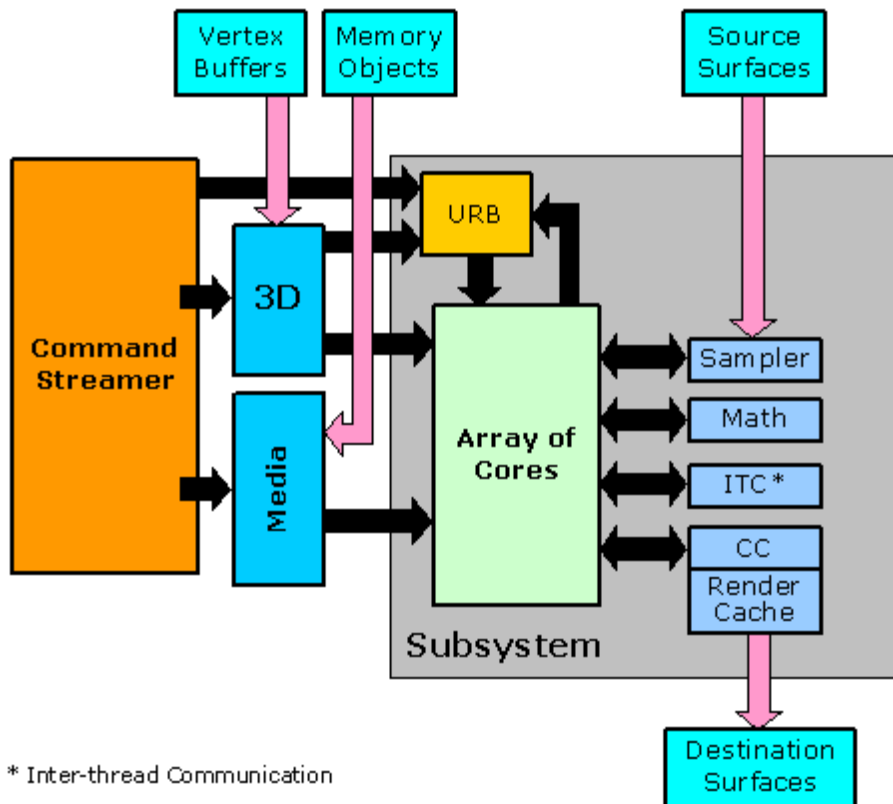 Vertex
Buffers
Memory
Objects
Source
Surfaces
URB
3D
Command
Streamer
Sampler
Math
Array of
Cores
Media
ITC *
CC
Render
Cache
Subsystem
Destination
Surfaces
* Inter-thread Communication